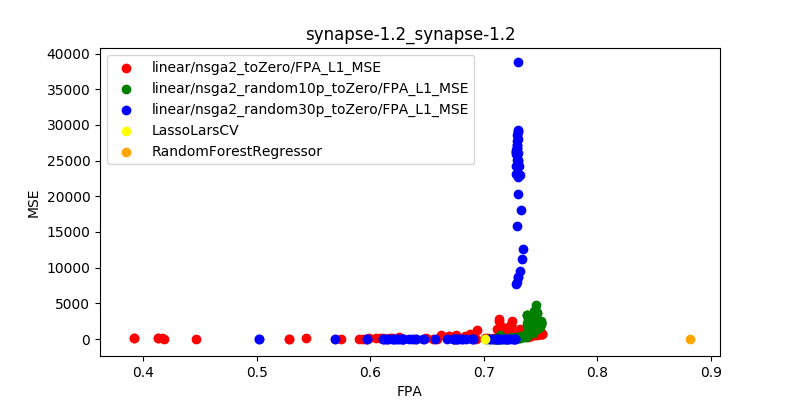 synapse-1.2_synapse-1.2
linear/nsga2_toZero/FPA_L1_MSE
linear/nsga2_random10p_toZero/FPA_L1_MSE
linear/nsga2_random30p_toZero/FPA_L1_MSE
LassoLarsCV
RandomForestRegressor
MSE
40000
35000
30000
25000
20000
15000
10000
5000
0
0.4 0.5 0.6 0.7 0.8 0.9
FPA